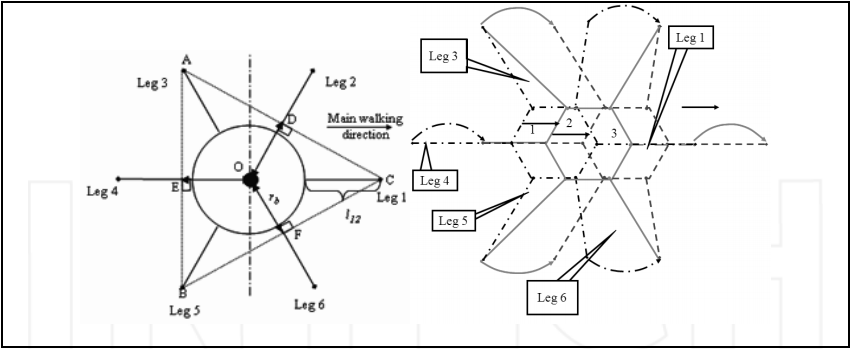 A
Leg 3
Leg 2
D
Main walking
direction
O
Leg 4
E
C
Leg 1
r_b
l_12
F
B
Leg 5
Leg 6
Leg 3
Leg 1
1
2
3
Leg 4
Leg 5
Leg 6